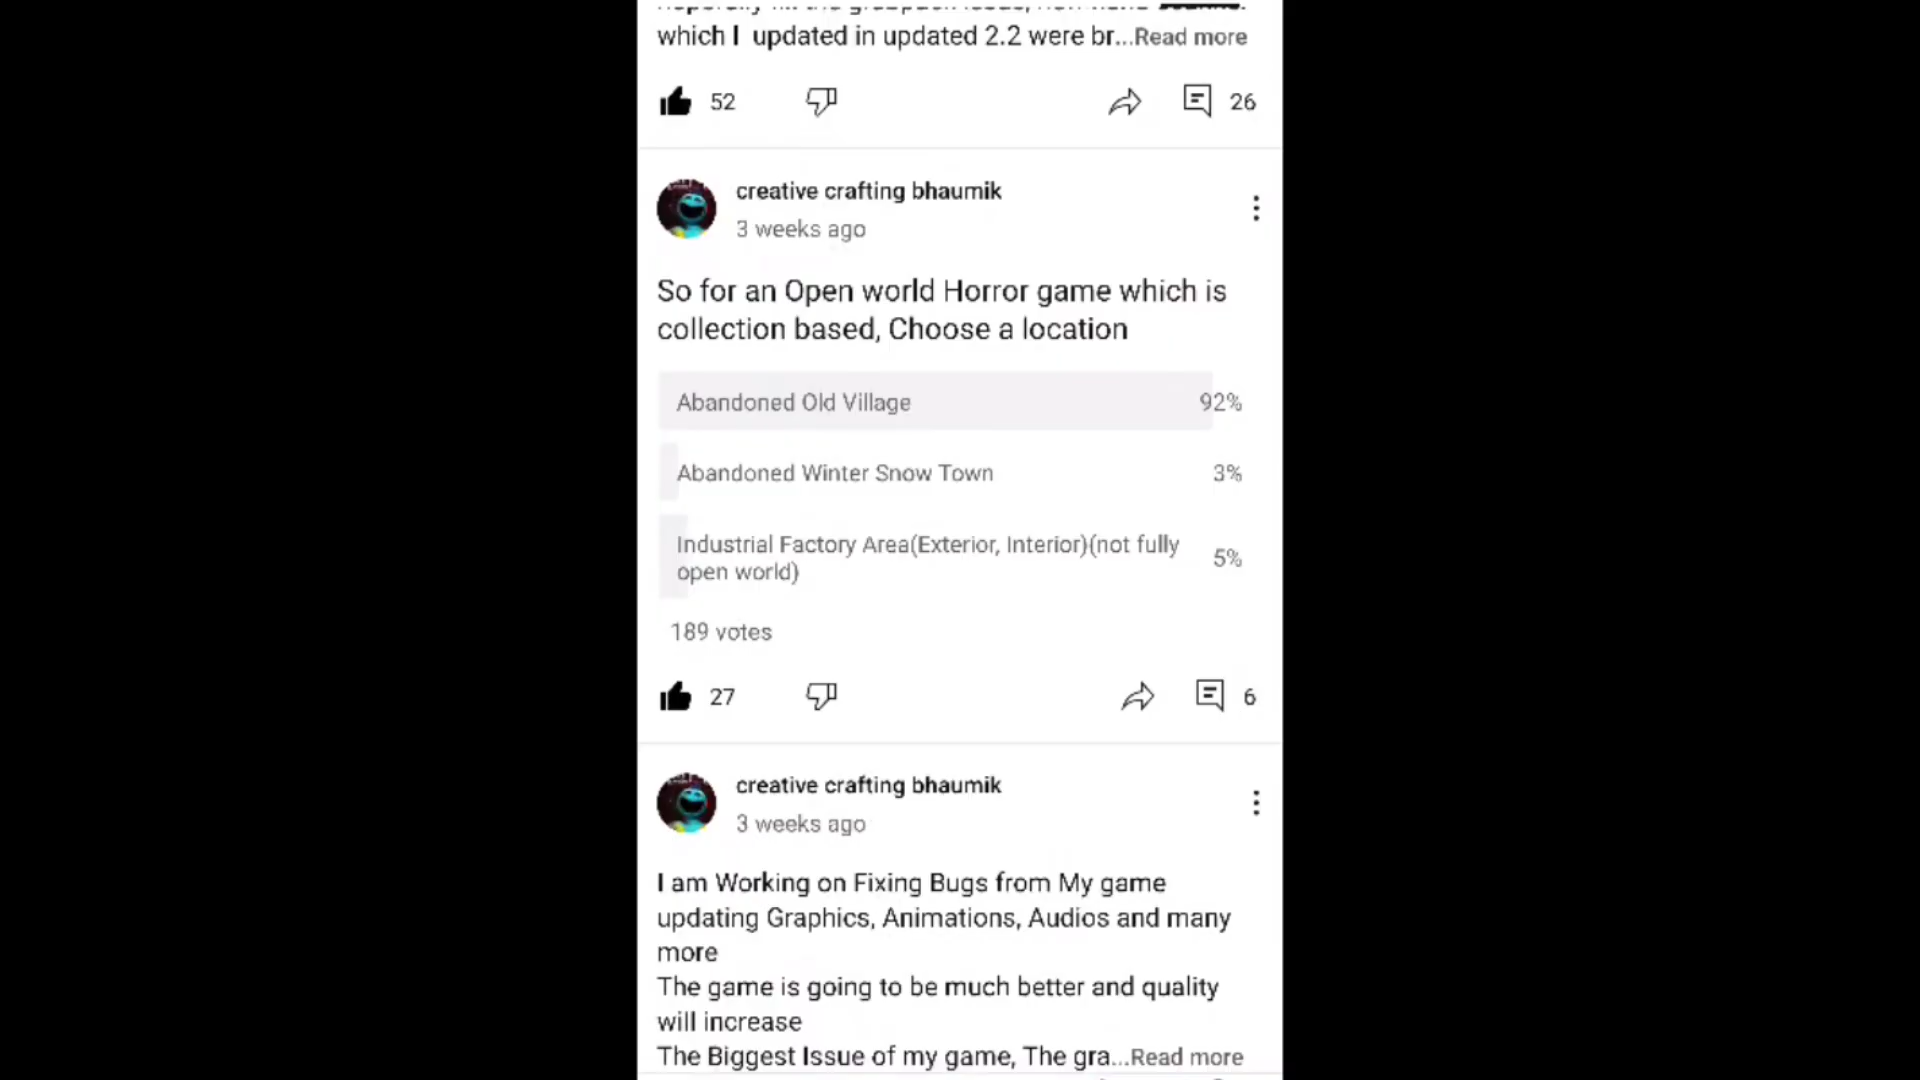 which I updated in updated 2.2 were br...Read more
52
26
creative crafting bhaumik
3 weeks ago
So for an Open world Horror game which is
collection based, Choose a location
Abandoned Old Village 92%
Abandoned Winter Snow Town 3%
Industrial Factory Area(Exterior, Interior)(not fully
open world)
5%
189 votes
27
6
creative crafting bhaumik
3 weeks ago
I am Working on Fixing Bugs from My game
updating Graphics, Animations, Audios and many
more
The game is going to be much better and quality
will increase
The Biggest Issue of my game, The gra...Read more